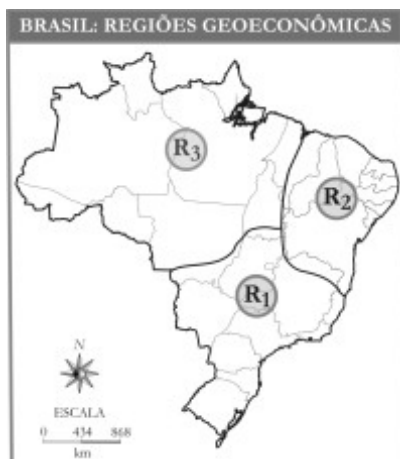 BRASIL: REGIÕES GEOECONÔMICAS
R3
R2
R1
N
ESCALA
0 434 868
km